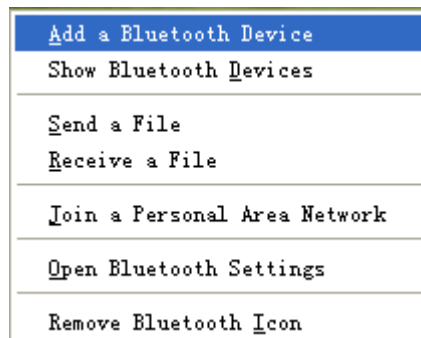 Add a Bluetooth Device
Show Bluetooth Devices
Send a File
Receive a File
Join a Personal Area Network
Open Bluetooth Settings
Remove Bluetooth Icon